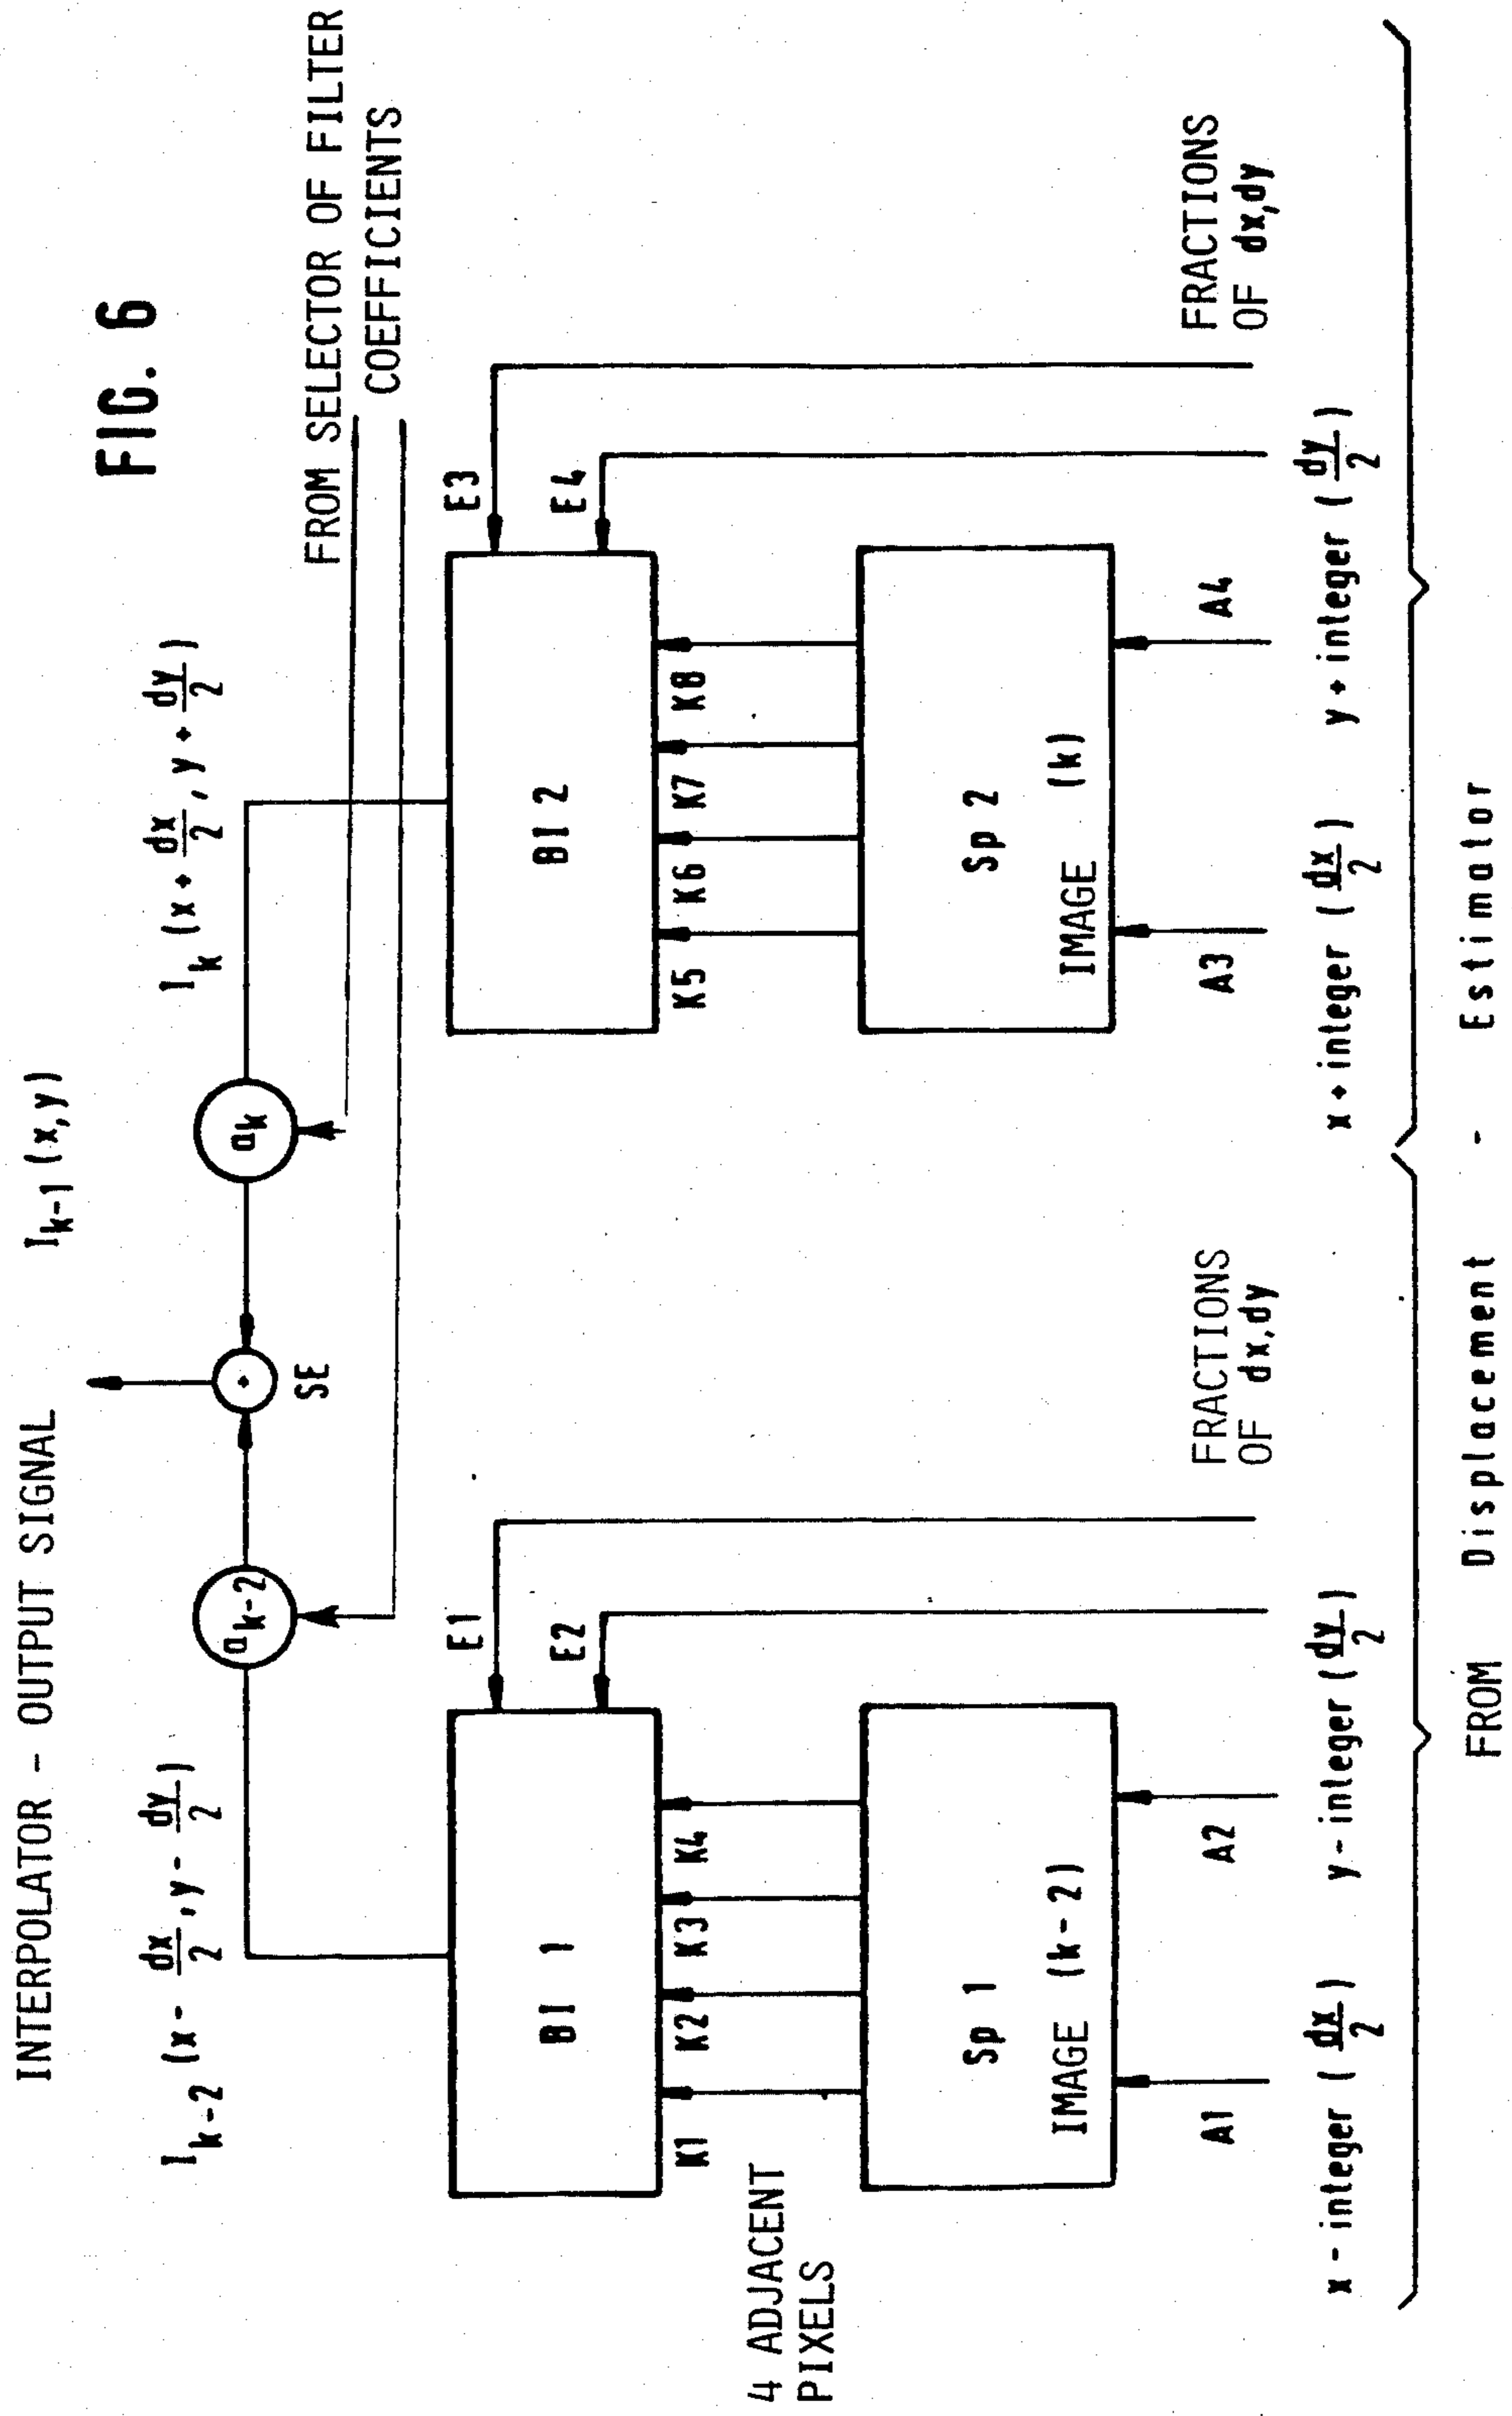 FIG. 6
INTERPOLATOR - OUTPUT SIGNAL
I_k-1 (x,y)
I_k-2 (x - dx/2, y - dy/2)
a_k-2
+
SE
a_k
I_k (x + dx/2, y + dy/2)
FROM SELECTOR OF FILTER
COEFFICIENTS
BI 1
E1
E2
BI 2
E3
E4
K1
K2
K3
K4
K5
K6
K7
K8
4 ADJACENT
PIXELS
Sp 1
IMAGE (k-2)
Sp 2
IMAGE (k)
A1
A2
FRACTIONS
OF dx,dy
A3
A4
FRACTIONS
OF dx,dy
x - integer (dx/2)
y - integer (dy/2)
x + integer (dx/2)
y + integer (dy/2)
FROM Displacement - Estimator